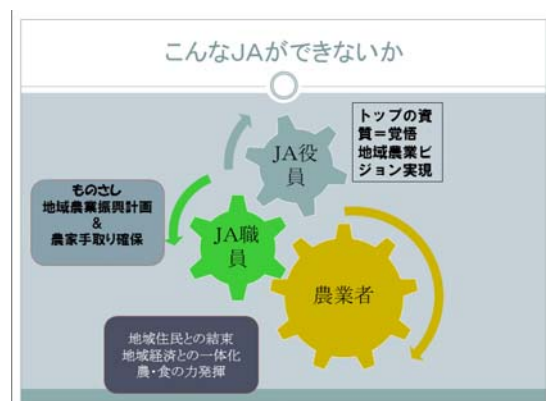 こんなJAができないか
トップの資
質＝覚悟
地域農業ビ
ジョン実現
JA役
員
ものさし
地域農業振興計画
&
農家手取り確保
JA職
員
農業者
地域住民との結束
地域経済との一体化
農・食の力発揮